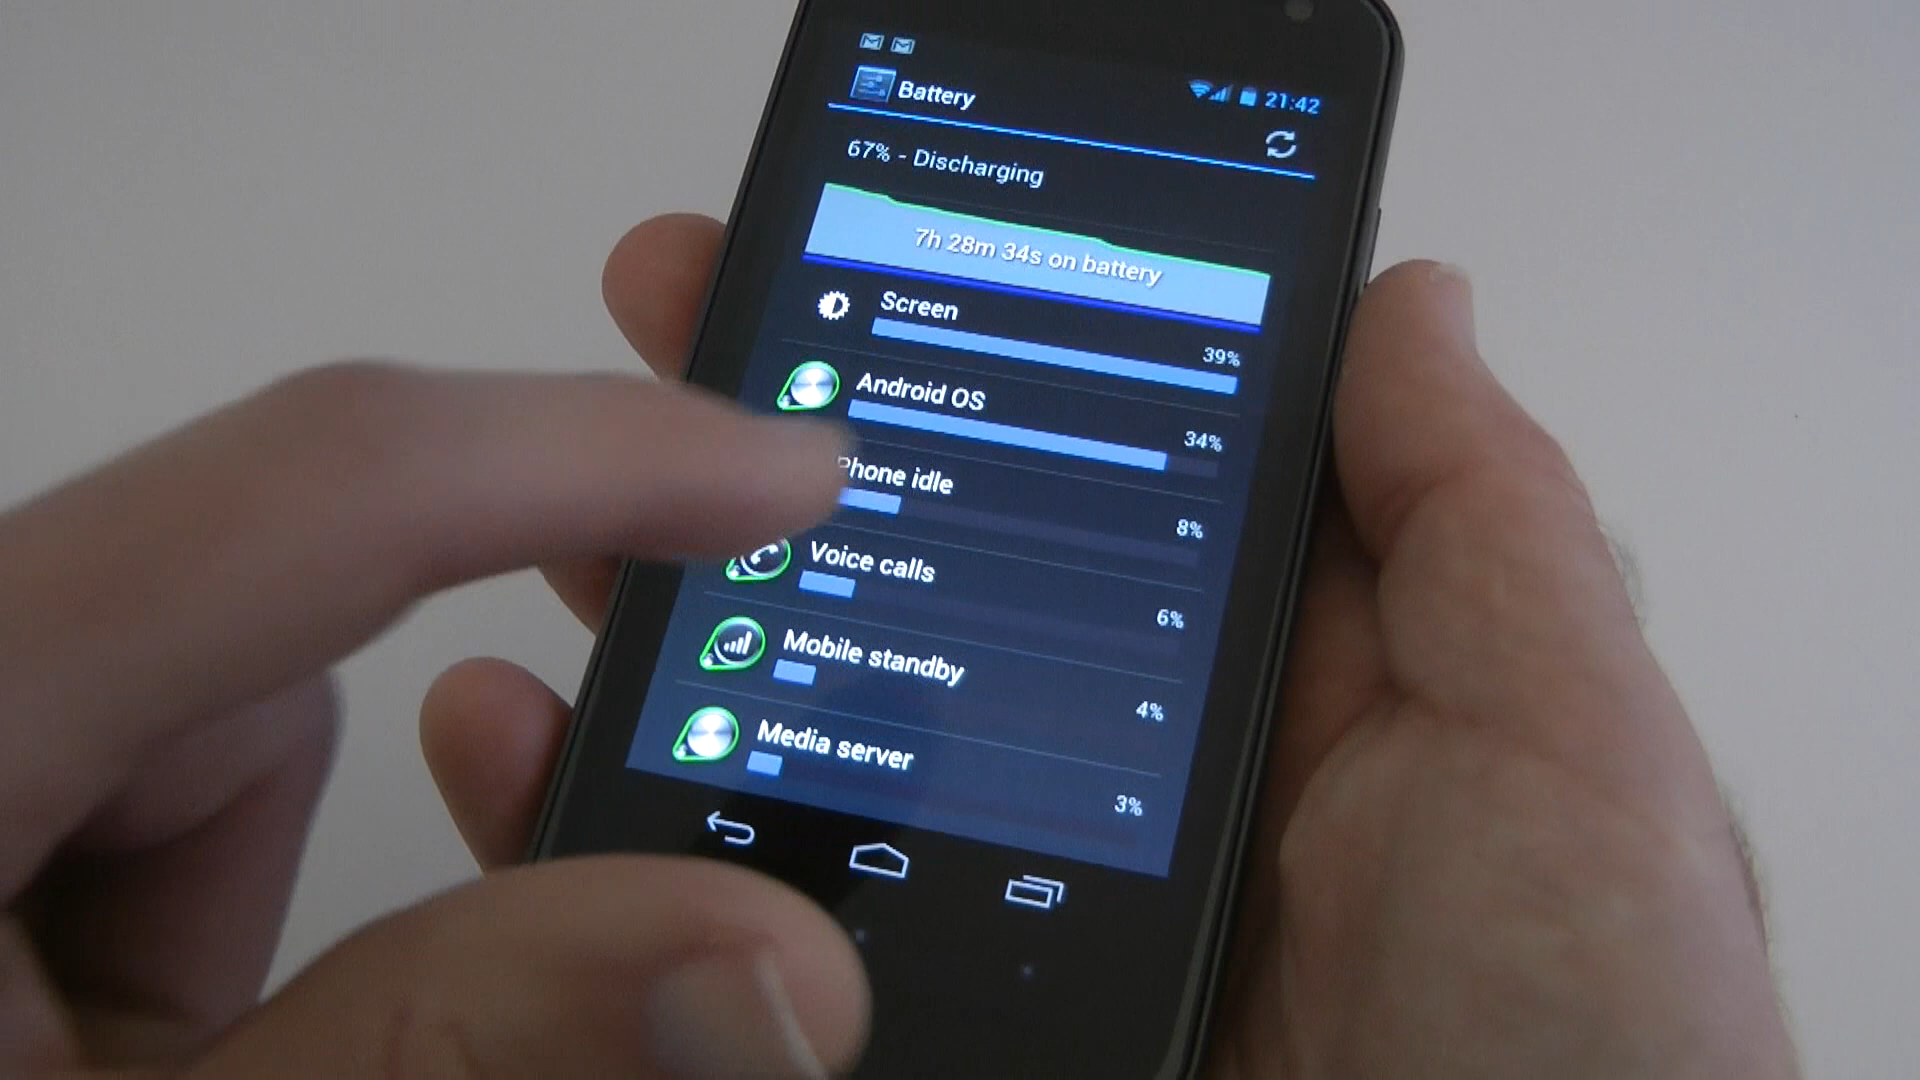 Battery
21:42
67% - Discharging
7h 28m 34s on battery
Screen
39%
Android OS
34%
Phone idle
8%
Voice calls
6%
Mobile standby
4%
Media server
3%